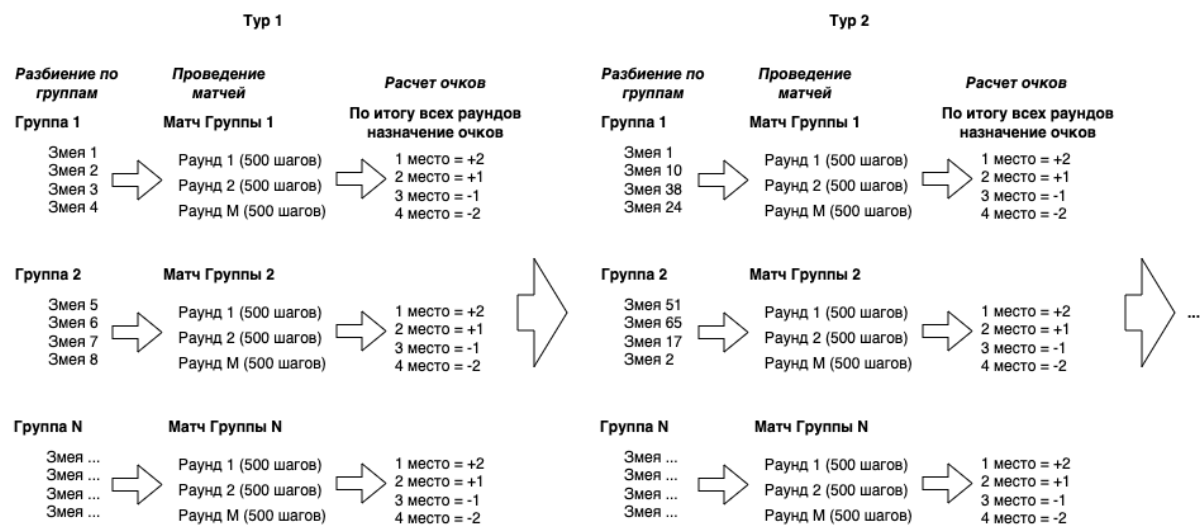 Тур 1
Разбиение по
группам
Проведение
матчей
Расчет очков
По итогу всех раундов
назначение очков
Группа 1
Матч Группы 1
Змея 1
Змея 2
Змея 3
Змея 4
Раунд 1 (500 шагов)
Раунд 2 (500 шагов)
Раунд М (500 шагов)
1 место = +2
2 место = +1
3 место = -1
4 место = -2
Группа 2
Матч Группы 2
Змея 5
Змея 6
Змея 7
Змея 8
Раунд 1 (500 шагов)
Раунд 2 (500 шагов)
Раунд М (500 шагов)
1 место = +2
2 место = +1
3 место = -1
4 место = -2
Группа N
Матч Группы N
Змея ...
Змея ...
Змея ...
Змея ...
Раунд 1 (500 шагов)
Раунд 2 (500 шагов)
Раунд М (500 шагов)
1 место = +2
2 место = +1
3 место = -1
4 место = -2
Тур 2
Разбиение по
группам
Проведение
матчей
Расчет очков
По итогу всех раундов
назначение очков
Группа 1
Матч Группы 1
Змея 1
Змея 10
Змея 38
Змея 24
Раунд 1 (500 шагов)
Раунд 2 (500 шагов)
Раунд М (500 шагов)
1 место = +2
2 место = +1
3 место = -1
4 место = -2
Группа 2
Матч Группы 2
Змея 51
Змея 65
Змея 17
Змея 2
Раунд 1 (500 шагов)
Раунд 2 (500 шагов)
Раунд М (500 шагов)
1 место = +2
2 место = +1
3 место = -1
4 место = -2
Группа N
Матч Группы N
Змея ...
Змея ...
Змея ...
Змея ...
Раунд 1 (500 шагов)
Раунд 2 (500 шагов)
Раунд М (500 шагов)
1 место = +2
2 место = +1
3 место = -1
4 место = -2
...